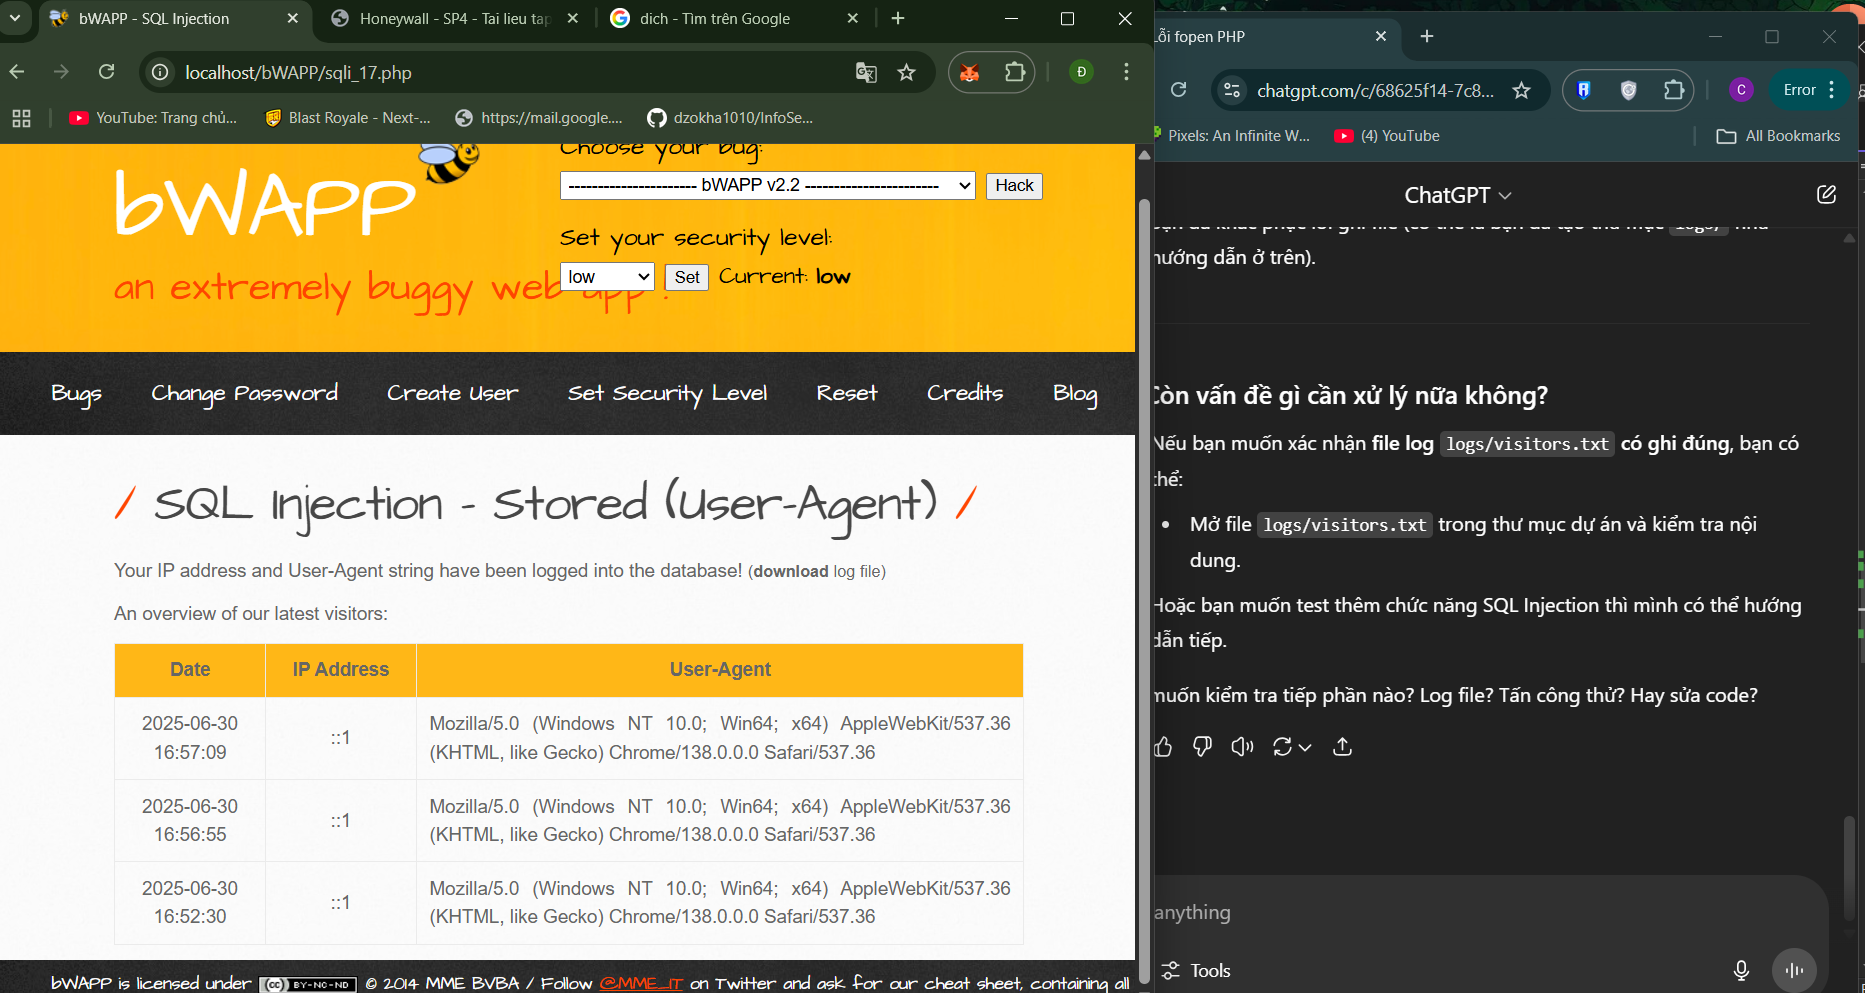 bWAPP - SQL Injection
Honeywall - SP4 - Tai lieu tap
dich - Tìm trên Google
localhost/bWAPP/sqli_17.php
Đ
YouTube: Trang chủ...
Blast Royale - Next-...
https://mail.google....
dzokha1010/InfoSe...
Choose your bug:
bWAPP
---------------------- bWAPP v2.2 -----------------------
Hack
Set your security level:
low
Set
Current: low
an extremely buggy web app !
Bugs
Change Password
Create User
Set Security Level
Reset
Credits
Blog
/ SQL Injection - Stored (User-Agent) /
Your IP address and User-Agent string have been logged into the database! (download log file)
An overview of our latest visitors:
Date IP Address User-Agent
2025-06-30
16:57:09
::1
Mozilla/5.0 (Windows NT 10.0; Win64; x64) AppleWebKit/537.36
(KHTML, like Gecko) Chrome/138.0.0.0 Safari/537.36
2025-06-30
16:56:55
::1
Mozilla/5.0 (Windows NT 10.0; Win64; x64) AppleWebKit/537.36
(KHTML, like Gecko) Chrome/138.0.0.0 Safari/537.36
2025-06-30
16:52:30
::1
Mozilla/5.0 (Windows NT 10.0; Win64; x64) AppleWebKit/537.36
(KHTML, like Gecko) Chrome/138.0.0.0 Safari/537.36
bWAPP is licensed under (cc) BY-NC-ND © 2014 MME BVBA / Follow @MME_IT on Twitter and ask for our cheat sheet, containing all
Lỗi fopen PHP
chatgpt.com/c/68625f14-7c8...
C
Error
Pixels: An Infinite W...
(4) YouTube
All Bookmarks
ChatGPT
hướng dẫn ở trên).
Còn vấn đề gì cần xử lý nữa không?
Nếu bạn muốn xác nhận file log logs/visitors.txt có ghi đúng, bạn có
thể:
• Mở file logs/visitors.txt trong thư mục dự án và kiểm tra nội
dung.
Hoặc bạn muốn test thêm chức năng SQL Injection thì mình có thể hướng
dẫn tiếp.
muốn kiểm tra tiếp phần nào? Log file? Tấn công thử? Hay sửa code?
anything
Tools